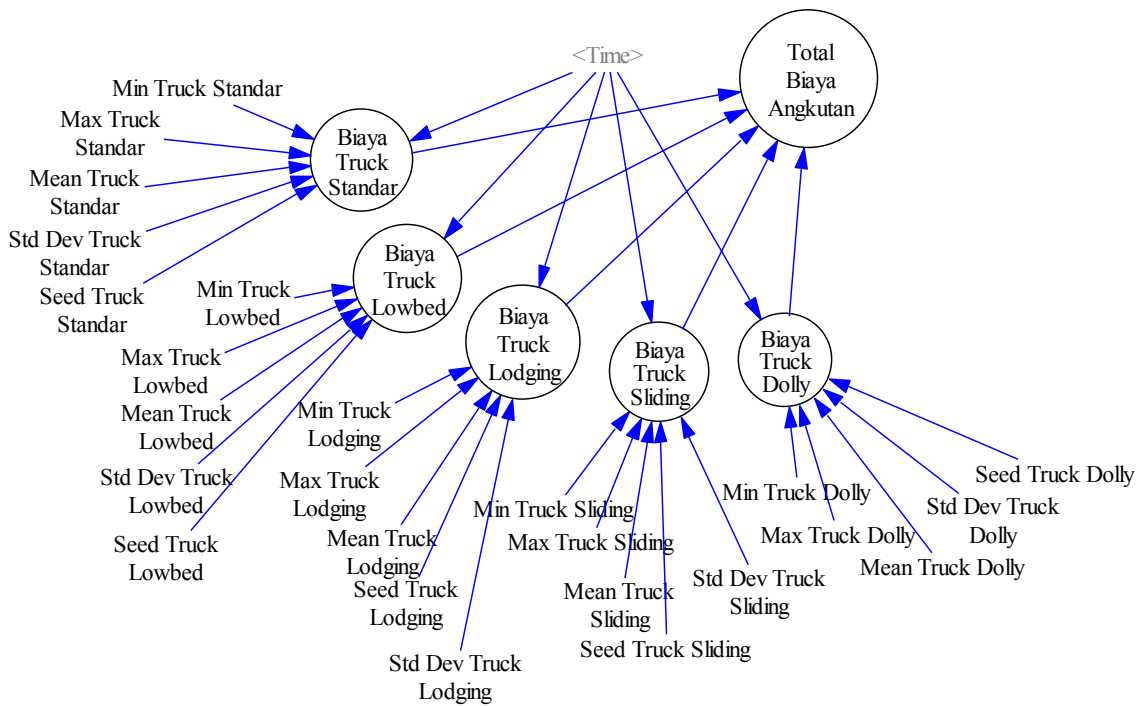 <Time>
Total
Biaya
Angkutan
Min Truck Standar
Max Truck
Standar
Mean Truck
Standar
Std Dev Truck
Standar
Seed Truck
Standar
Biaya
Truck
Standar
Biaya
Truck
Lowbed
Min Truck
Lowbed
Max Truck
Lowbed
Mean Truck
Lowbed
Std Dev Truck
Lowbed
Seed Truck
Lowbed
Biaya
Truck
Lodging
Min Truck
Lodging
Max Truck
Lodging
Mean Truck
Lodging
Seed Truck
Lodging
Std Dev Truck
Lodging
Biaya
Truck
Sliding
Min Truck Sliding
Max Truck Sliding
Mean Truck
Sliding
Seed Truck Sliding
Std Dev Truck
Sliding
Biaya
Truck
Dolly
Min Truck Dolly
Max Truck Dolly
Mean Truck Dolly
Std Dev Truck
Dolly
Seed Truck Dolly